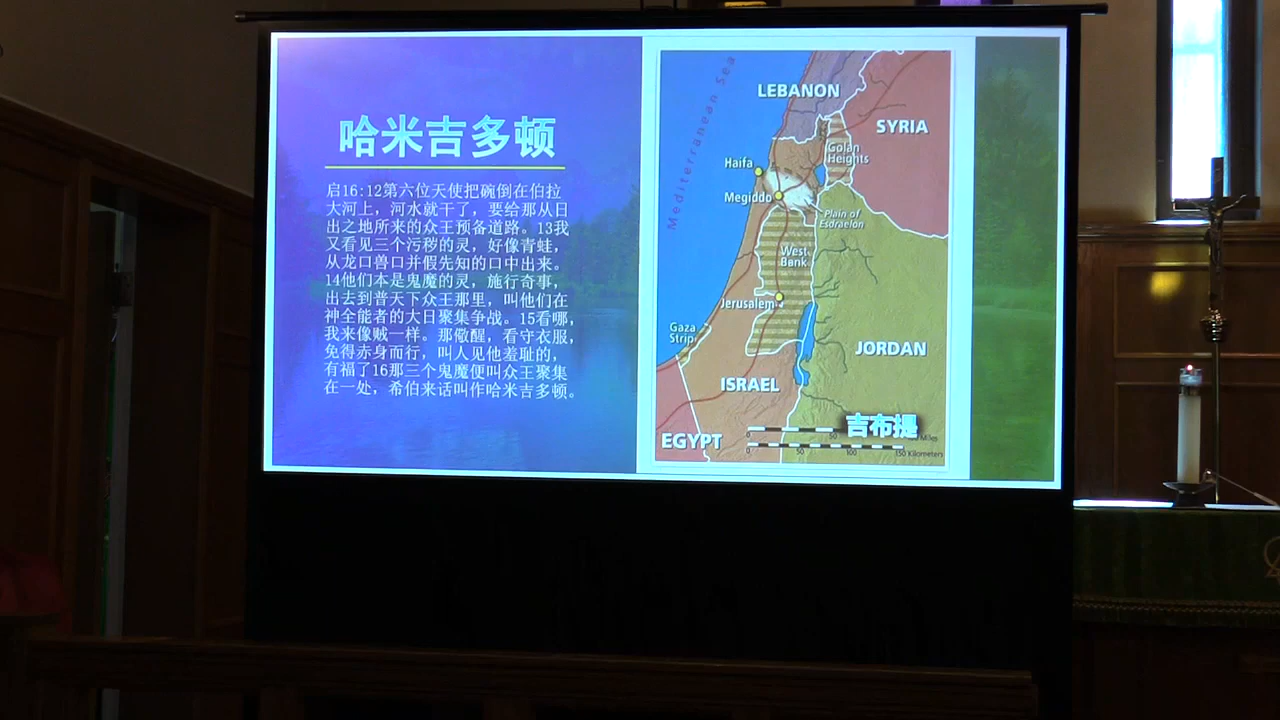 哈米吉多顿
启16:12第六位天使把碗倒在伯拉
大河上，河水就干了，要给那从日
出之地所来的众王预备道路。13我
又看见三个污秽的灵，好像青蛙，
从龙口兽口并假先知的口中出来。
14他们本是鬼魔的灵，施行奇事，
出去到普天下众王那里，叫他们在
神全能者的大日聚集争战。15看哪，
我来像贼一样。那儆醒，看守衣服，
免得赤身而行，叫人见他羞耻的，
有福了16那三个鬼魔便叫众王聚集
在一处，希伯来话叫作哈米吉多顿。
Mediterranean Sea
LEBANON
SYRIA
Golan
Heights
Haifa
Megiddo
Plain of
Esdraelon
West
Bank
Jerusalem
Gaza
Strip
JORDAN
ISRAEL
EGYPT
吉布提
0 50 Miles
0 50 100 150 Kilometers